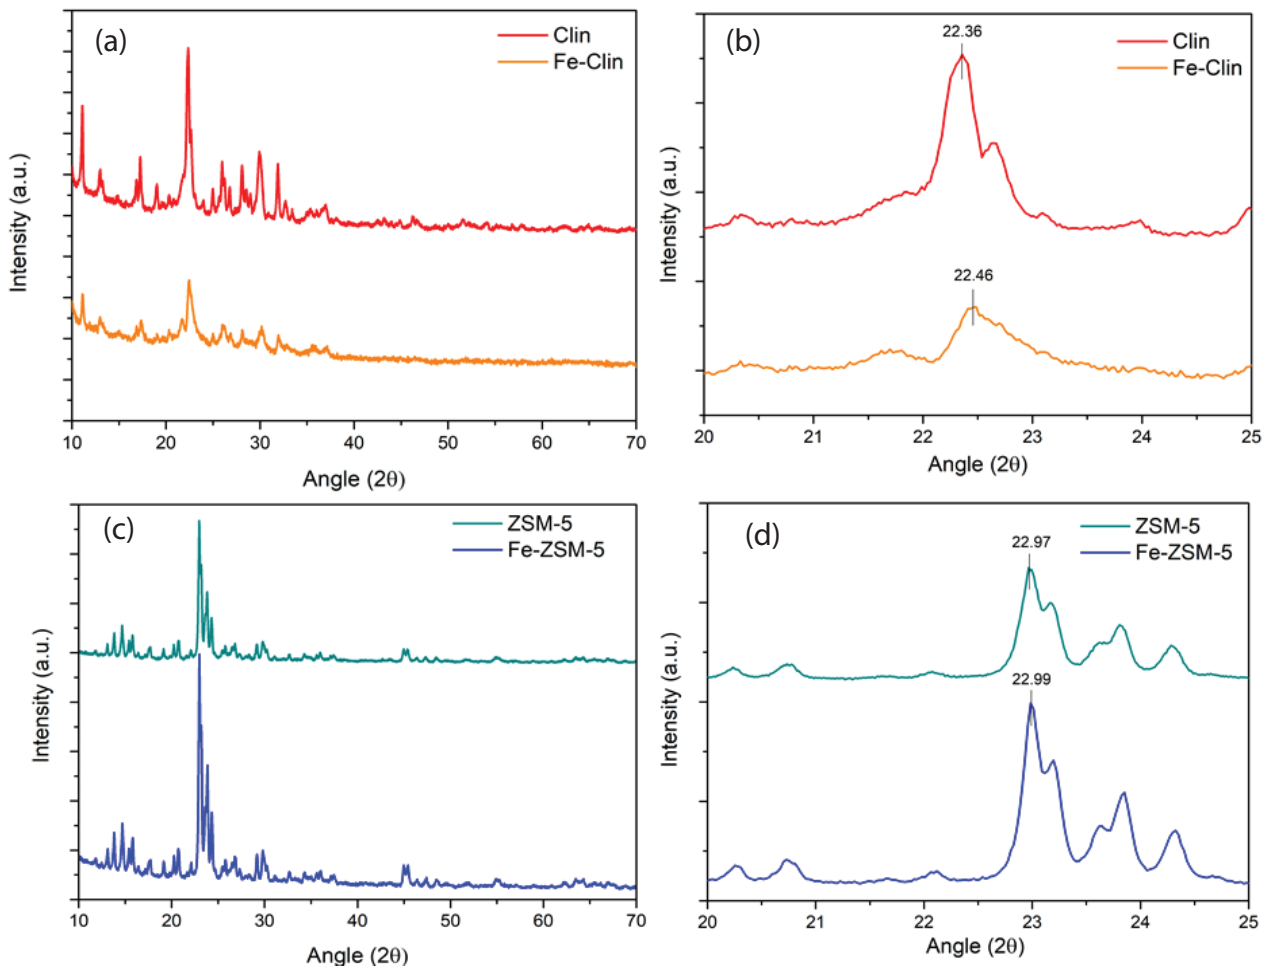 (a)
Clin
Fe-Clin
Intensity (a.u.)
10 20 30 40 50 60 70
Angle (2θ)
(b)
22.36
Clin
Fe-Clin
22.46
Intensity (a.u.)
20 21 22 23 24 25
Angle (2θ)
(c)
ZSM-5
Fe-ZSM-5
Intensity (a.u.)
10 20 30 40 50 60 70
Angle (2θ)
(d)
22.97
ZSM-5
Fe-ZSM-5
22.99
Intensity (a.u.)
20 21 22 23 24 25
Angle (2θ)